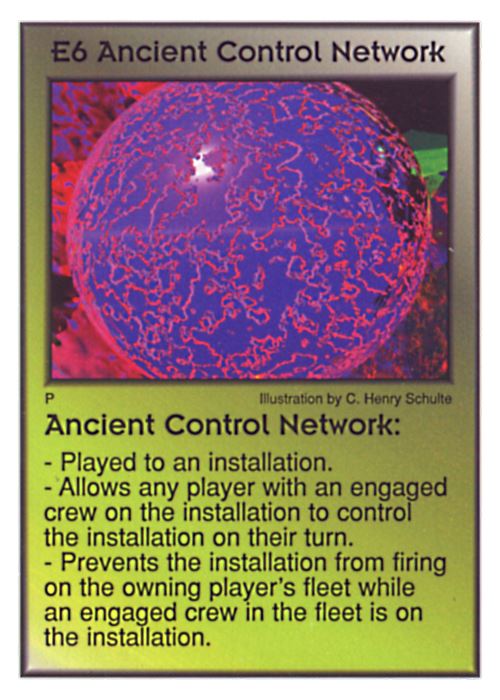 E6 Ancient Control Network
P Illustration by C. Henry Schulte
Ancient Control Network:
- Played to an installation.
- Allows any player with an engaged
crew on the installation to control
the installation on their turn.
- Prevents the installation from firing
on the owning player's fleet while
an engaged crew in the fleet is on
the installation.